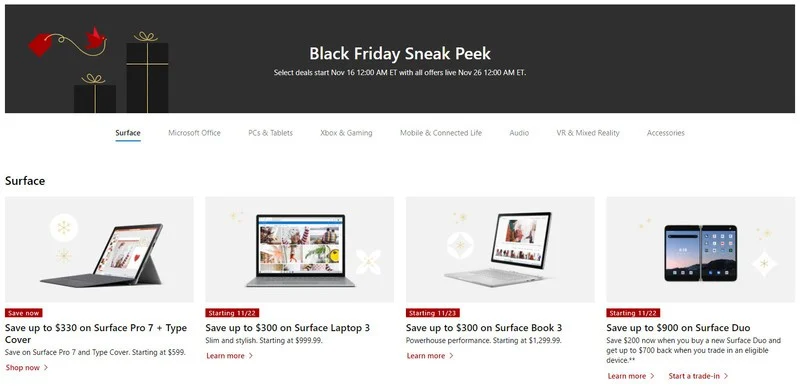 Black Friday Sneak Peek
Select deals start Nov 16 12:00 AM ET with all offers live Nov 26 12:00 AM ET.
Surface Microsoft Office PCs & Tablets Xbox & Gaming Mobile & Connected Life Audio VR & Mixed Reality Accessories
Surface
Save now
Save up to $330 on Surface Pro 7 + Type
Cover
Save on Surface Pro 7 and Type Cover. Starting at $599.
Shop now
Starting 11/22
Save up to $300 on Surface Laptop 3
Slim and stylish. Starting at $999.99.
Learn more
Starting 11/23
Save up to $300 on Surface Book 3
Powerhouse performance. Starting at $1,299.99.
Learn more
Starting 11/22
Save up to $900 on Surface Duo
Save $200 now when you buy a new Surface Duo and
get up to $700 back when you trade in an eligible
device.**
Learn more Start a trade-in